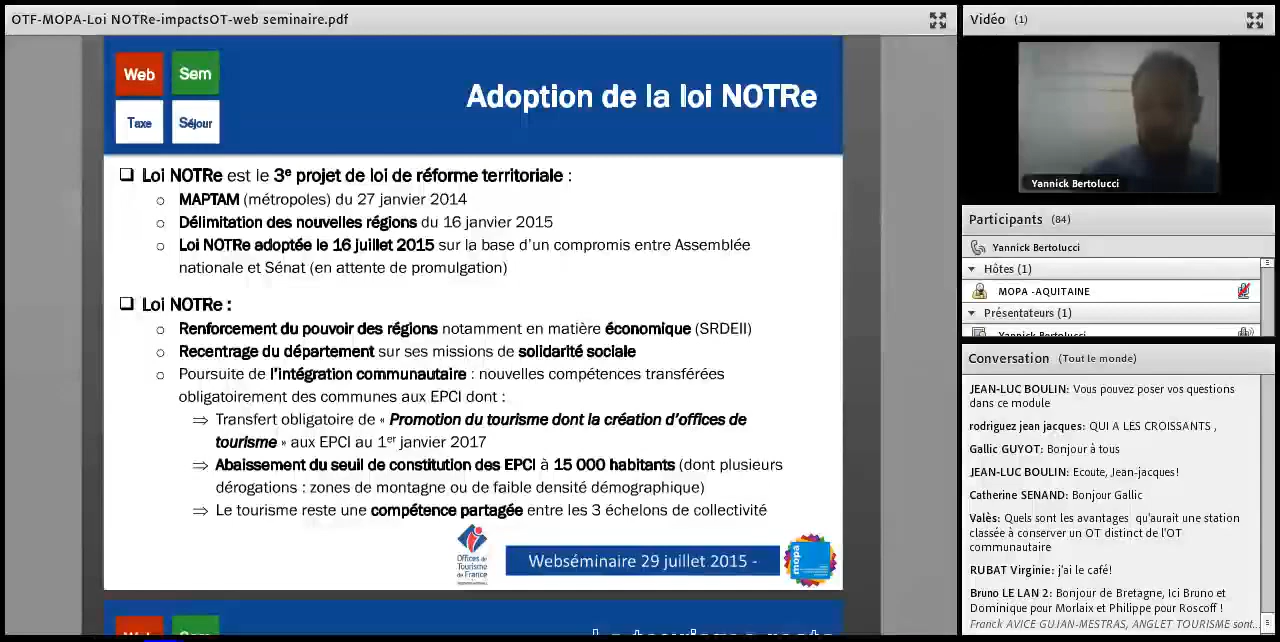 OTF-MOPA-Loi NOTRe-impactsOT-web seminaire.pdf
Web
Sem
Taxe
Séjour
Adoption de la loi NOTRe
Loi NOTRe est le 3e projet de loi de réforme territoriale :
MAPTAM (métropoles) du 27 janvier 2014
Délimitation des nouvelles régions du 16 janvier 2015
Loi NOTRe adoptée le 16 juillet 2015 sur la base d'un compromis entre Assemblée
nationale et Sénat (en attente de promulgation)
Loi NOTRe :
Renforcement du pouvoir des régions notamment en matière économique (SRDEII)
Recentrage du département sur ses missions de solidarité sociale
Poursuite de l'intégration communautaire : nouvelles compétences transférées
obligatoirement des communes aux EPCI dont :
⇒ Transfert obligatoire de « Promotion du tourisme dont la création d'offices de
tourisme » aux EPCI au 1er janvier 2017
⇒ Abaissement du seuil de constitution des EPCI à 15 000 habitants (dont plusieurs
dérogations : zones de montagne ou de faible densité démographique)
⇒ Le tourisme reste une compétence partagée entre les 3 échelons de collectivité
Offices de
Tourisme
de France
Webséminaire 29 juillet 2015 -
mopa
Vidéo (1)
Yannick Bertolucci
Participants (84)
Yannick Bertolucci
Hôtes (1)
MOPA -AQUITAINE
Présentateurs (1)
Yannick Bertolucci
Conversation (Tout le monde)
JEAN-LUC BOULIN: Vous pouvez poser vos questions
dans ce module
rodriguez jean jacques: QUI A LES CROISSANTS ,
Gallic GUYOT: Bonjour à tous
JEAN-LUC BOULIN: Ecoute, Jean-jacques!
Catherine SENAND: Bonjour Gallic
Valès: Quels sont les avantages qu'aurait une station
classée à conserver un OT distinct de l'OT
communautaire
RUBAT Virginie: j'ai le café!
Bruno LE LAN 2: Bonjour de Bretagne, Ici Bruno et
Dominique pour Morlaix et Philippe pour Roscoff !
Franck AVICE GUJAN-MESTRAS, ANGLET TOURISME sont...